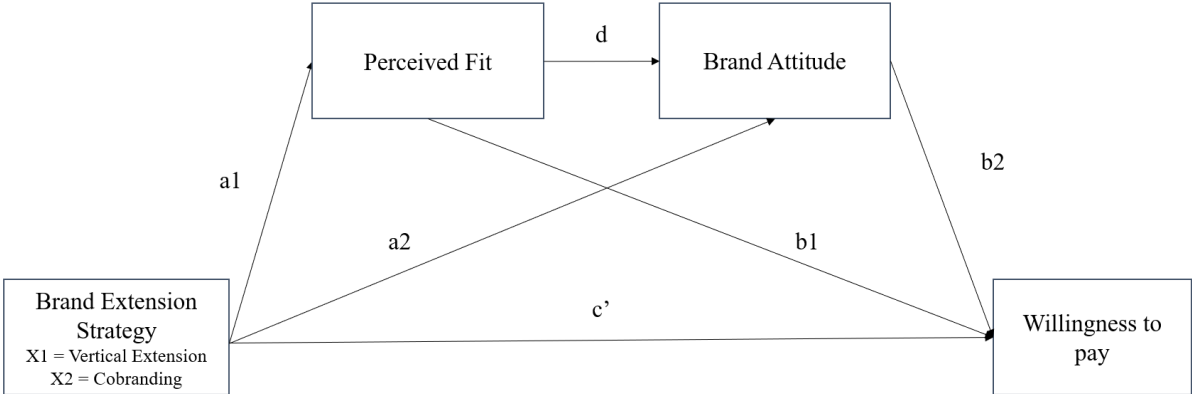 d
Perceived Fit
Brand Attitude
a1
b2
a2
b1
Brand Extension
Strategy
X1 = Vertical Extension
X2 = Cobranding
c’
Willingness to
pay